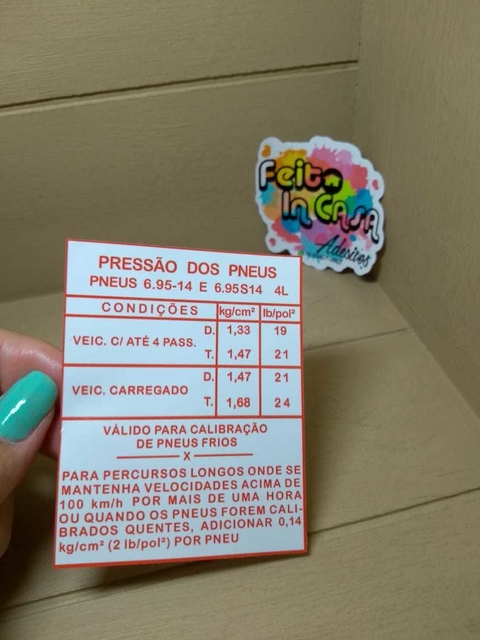 Feito
In CASA
Adesivos
PRESSÃO DOS PNEUS
PNEUS 6.95-14 E 6.95S14 4L
CONDIÇÕES kg/cm² lb/pol²
VEIC. C/ ATÉ 4 PASS. D. 1,33 19
T. 1,47 21
VEIC. CARREGADO D. 1,47 21
T. 1,68 24
VÁLIDO PARA CALIBRAÇÃO
DE PNEUS FRIOS
X
PARA PERCURSOS LONGOS ONDE SE
MANTENHA VELOCIDADES ACIMA DE
100 km/h POR MAIS DE UMA HORA
OU QUANDO OS PNEUS FOREM CALI-
BRADOS QUENTES, ADICIONAR 0,14
kg/cm² (2 lb/pol²) POR PNEU